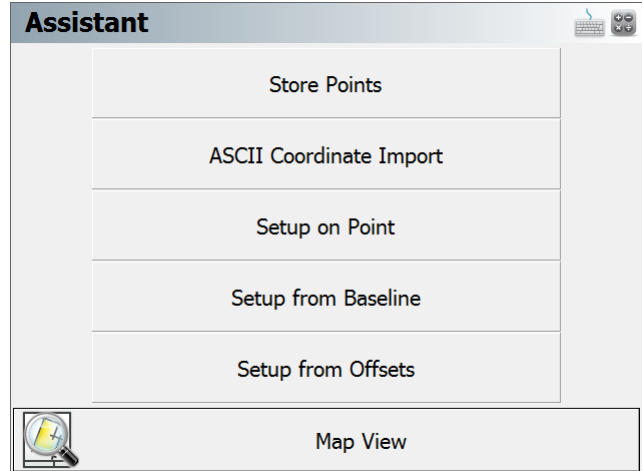 Assistant
Store Points
ASCII Coordinate Import
Setup on Point
Setup from Baseline
Setup from Offsets
Map View